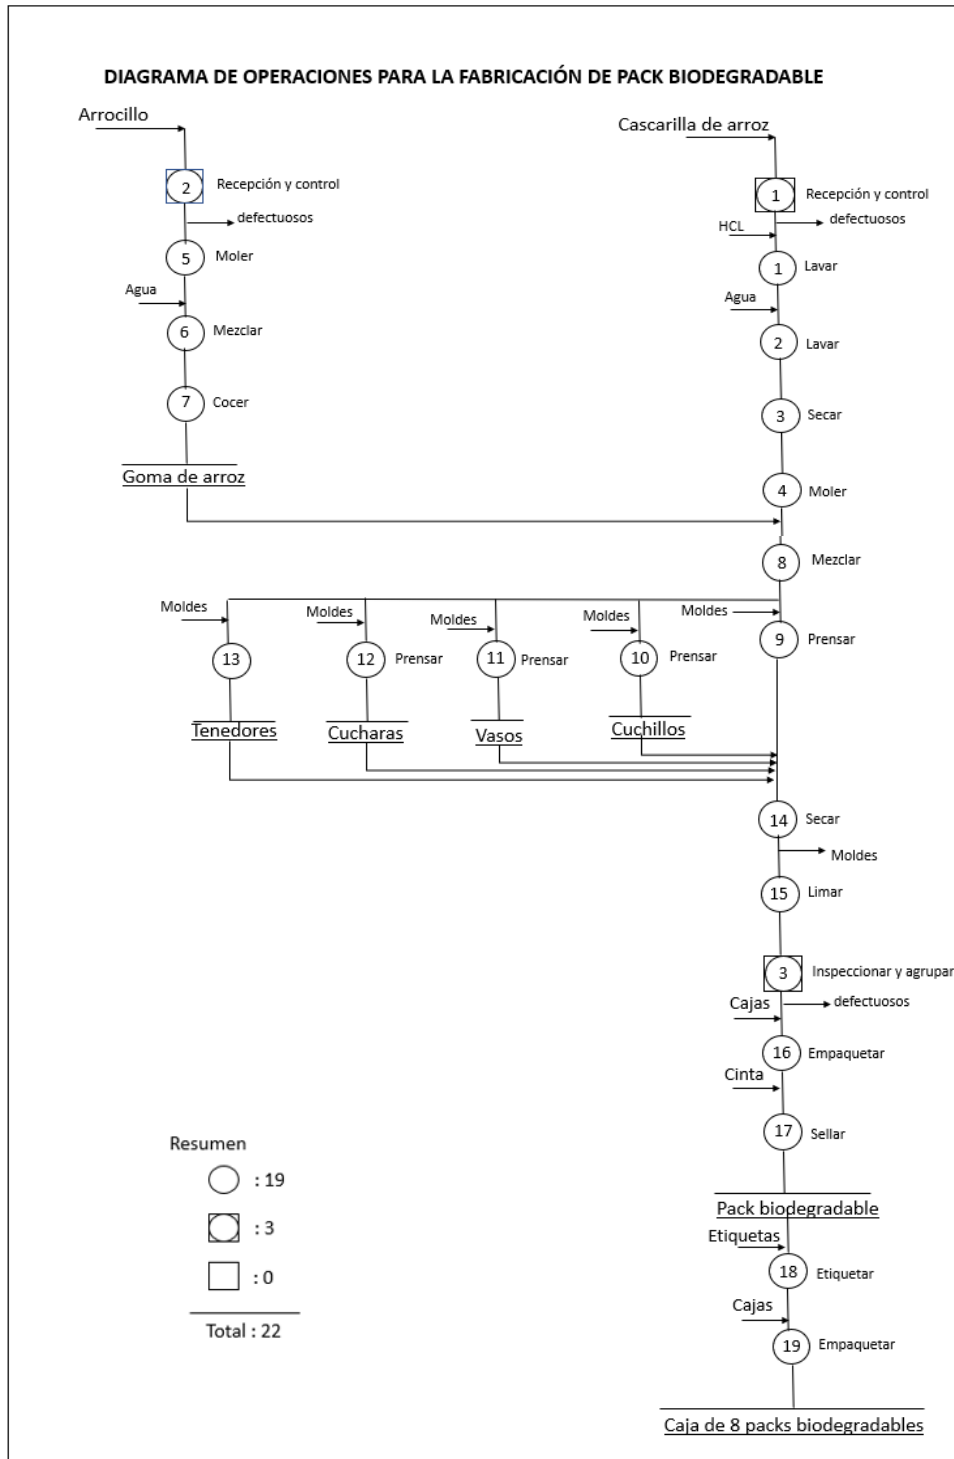 DIAGRAMA DE OPERACIONES PARA LA FABRICACIÓN DE PACK BIODEGRADABLE
Arrocillo
2 Recepción y control
defectuosos
5 Moler
Agua
6 Mezclar
7 Cocer
Goma de arroz
Cascarilla de arroz
1 Recepción y control
defectuosos
HCL
1 Lavar
Agua
2 Lavar
3 Secar
4 Moler
8 Mezclar
Moldes
9 Prensar
Moldes
13
Tenedores
Moldes
12 Prensar
Cucharas
Moldes
11 Prensar
Vasos
Moldes
10 Prensar
Cuchillos
14 Secar
Moldes
15 Limar
3 Inspeccionar y agrupar
defectuosos
Cajas
16 Empaquetar
Cinta
17 Sellar
Pack biodegradable
Etiquetas
18 Etiquetar
Cajas
19 Empaquetar
Caja de 8 packs biodegradables
Resumen
: 19
: 3
: 0
Total : 22